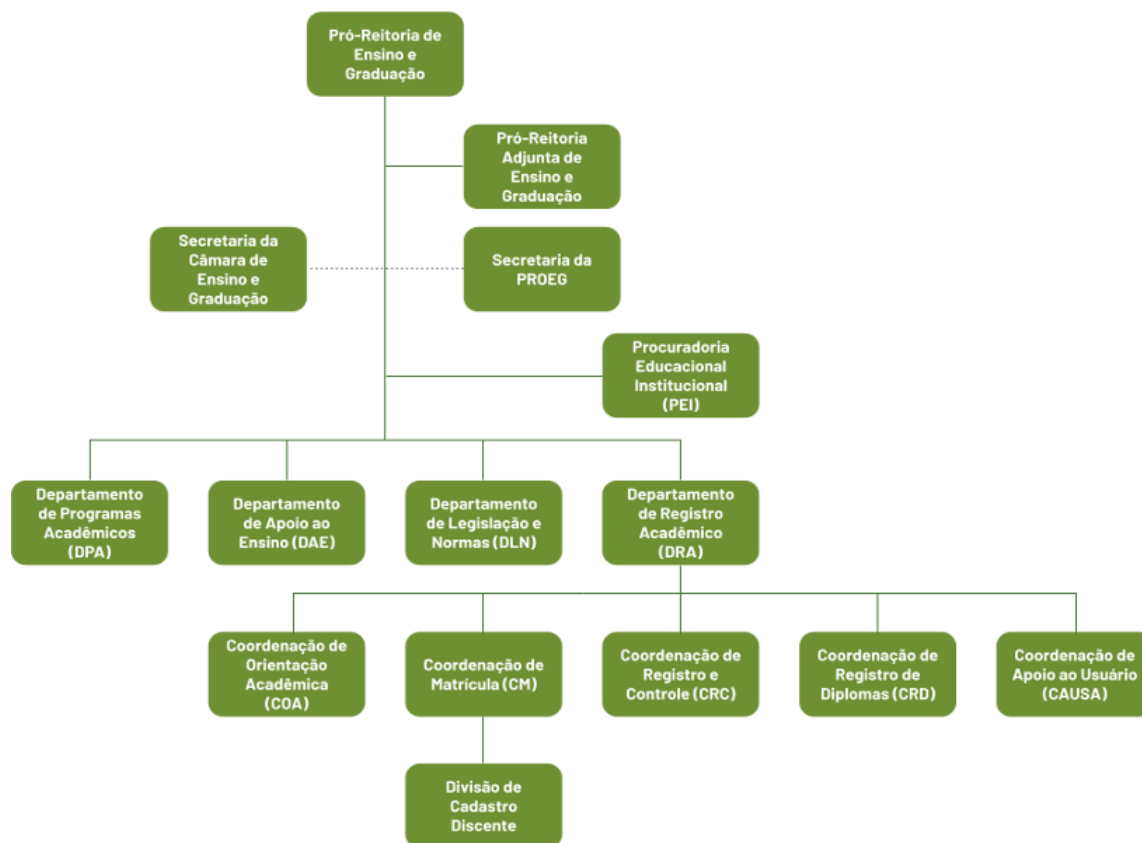 Pró-Reitoria de
Ensino e
Graduação
Pró-Reitoria
Adjunta de
Ensino e
Graduação
Secretaria da
Câmara de
Ensino e
Graduação
Secretaria da
PROEG
Procuradoria
Educacional
Institucional
(PEI)
Departamento
de Programas
Acadêmicos
(DPA)
Departamento
de Apoio ao
Ensino (DAE)
Departamento
de Legislação e
Normas (DLN)
Departamento
de Registro
Acadêmico
(DRA)
Coordenação de
Orientação
Acadêmica
(COA)
Coordenação de
Matrícula (CM)
Coordenação de
Registro e
Controle (CRC)
Coordenação de
Registro de
Diplomas (CRD)
Coordenação de
Apoio ao Usuário
(CAUSA)
Divisão de
Cadastro
Discente